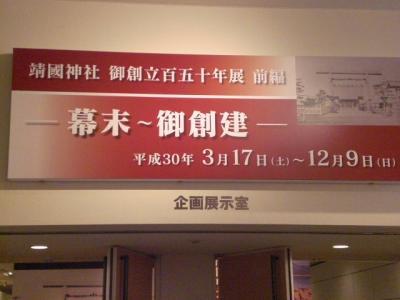 靖國神社 御創立百五十年展 前編
― 幕末～御創建 ―
平成30年 3月17日(土)～12月9日(日)
企画展示室